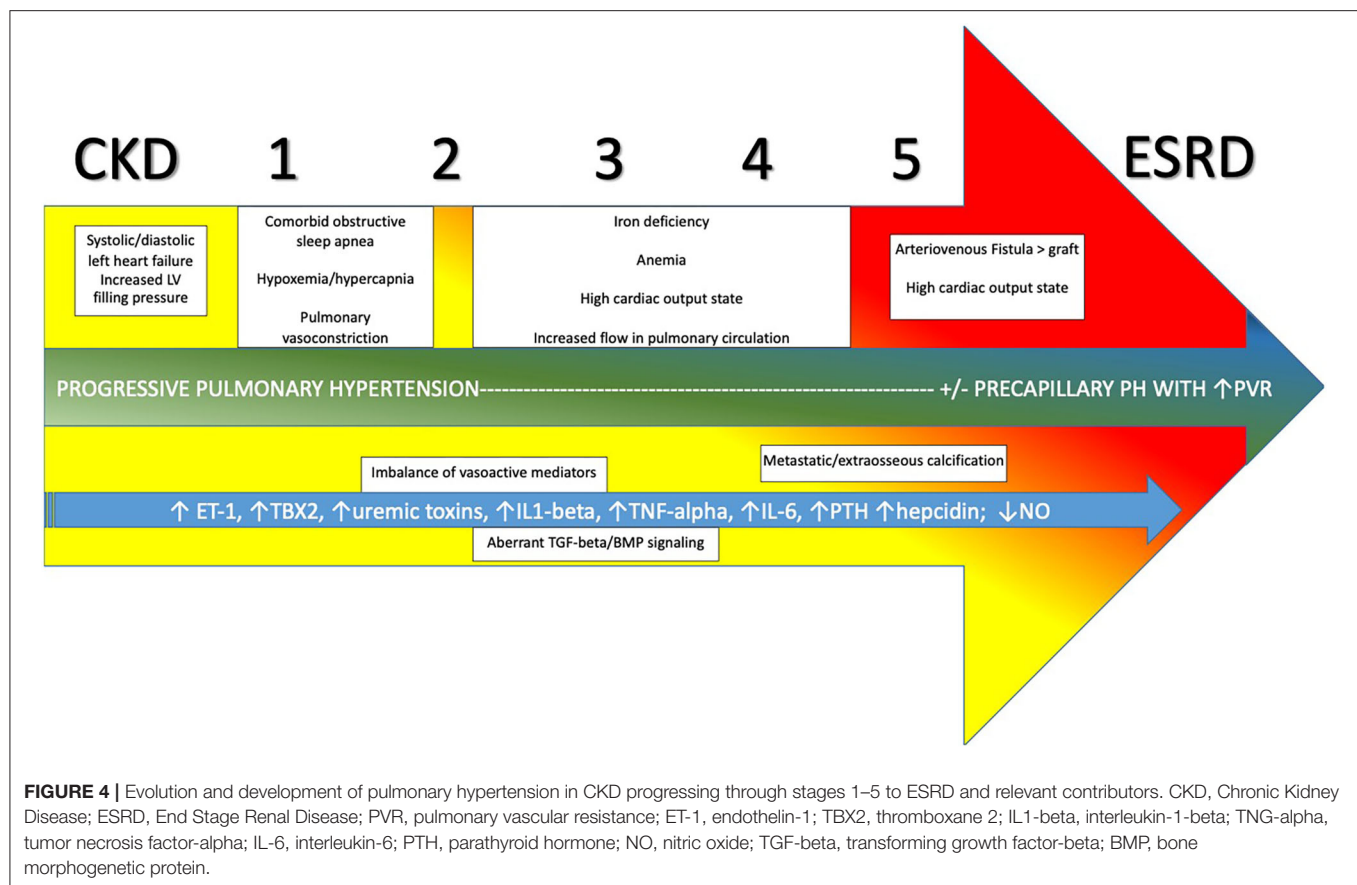 CKD 1 2 3 4 5 ESRD
Systolic/diastolic
left heart failure
Increased LV
filling pressure
Comorbid obstructive
sleep apnea
Hypoxemia/hypercapnia
Pulmonary
vasoconstriction
Iron deficiency
Anemia
High cardiac output state
Increased flow in pulmonary circulation
Arteriovenous Fistula > graft
High cardiac output state
PROGRESSIVE PULMONARY HYPERTENSION---------------------------------------------------------------------------- +/- PRECAPILLARY PH WITH ↑PVR
Imbalance of vasoactive mediators
Metastatic/extraosseous calcification
↑ ET-1, ↑TBX2, ↑uremic toxins, ↑IL1-beta, ↑TNF-alpha, ↑IL-6, ↑PTH ↑hepcidin; ↓NO
Aberrant TGF-beta/BMP signaling
FIGURE 4 | Evolution and development of pulmonary hypertension in CKD progressing through stages 1–5 to ESRD and relevant contributors. CKD, Chronic Kidney
Disease; ESRD, End Stage Renal Disease; PVR, pulmonary vascular resistance; ET-1, endothelin-1; TBX2, thromboxane 2; IL1-beta, interleukin-1-beta; TNG-alpha,
tumor necrosis factor-alpha; IL-6, interleukin-6; PTH, parathyroid hormone; NO, nitric oxide; TGF-beta, transforming growth factor-beta; BMP, bone
morphogenetic protein.